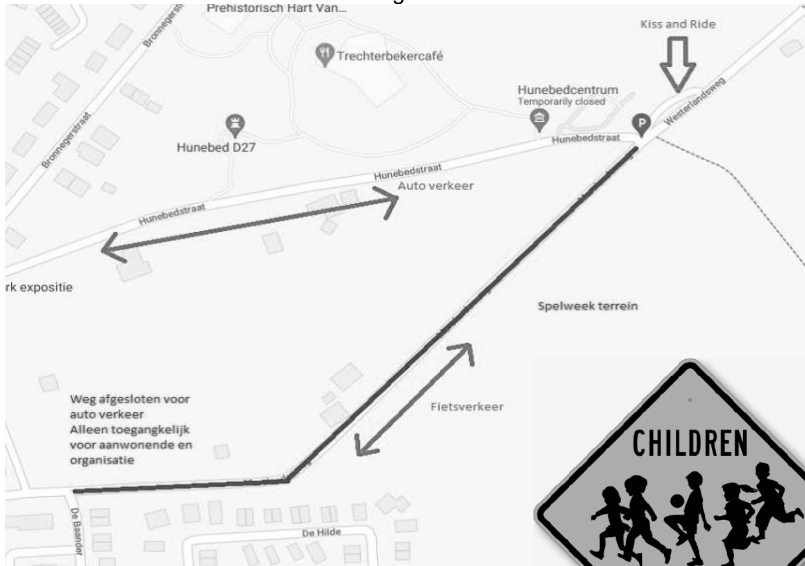 Prehistorisch Hart Van...
Bronnegerstr
Kiss and Ride
Trechterbekercafé
Hunebedcentrum
Temporarily closed
P
Westerlandsweg
Hunebedstraat
Bronnegerstraat
Hunebed D27
Hunebedstraat
Auto verkeer
Hunebedstraat
rk expositie
Spelweek terrein
Weg afgesloten voor
auto verkeer
Alleen toegangkelijk
voor aanwonende en
organisatie
Fietsverkeer
CHILDREN
De Baander
De Hilde